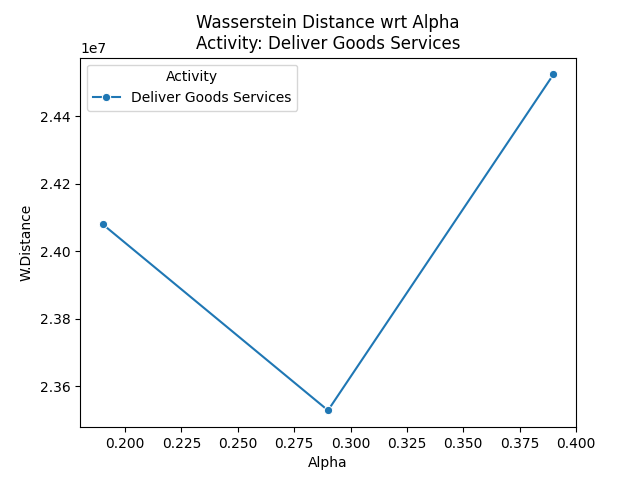 Wasserstein Distance wrt Alpha
Activity: Deliver Goods Services
1e7
Activity
Deliver Goods Services
2.44
2.42
2.40
2.38
2.36
W.Distance
0.200 0.225 0.250 0.275 0.300 0.325 0.350 0.375 0.400
Alpha